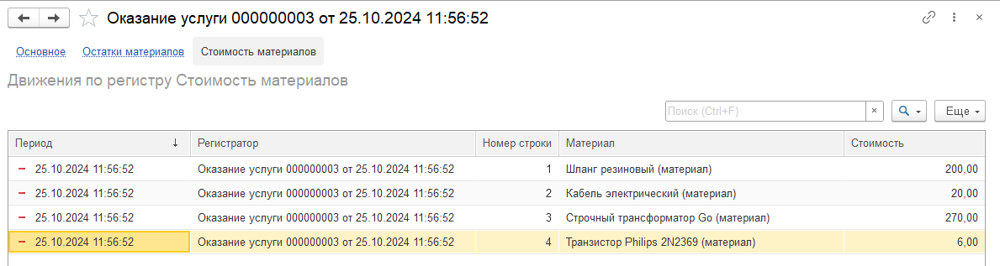 Оказание услуги 000000003 от 25.10.2024 11:56:52
Основное Остатки материалов Стоимость материалов
Движения по регистру Стоимость материалов
Поиск (Ctrl+F) × Еще
Период ↓ Регистратор Номер строки Материал Стоимость
25.10.2024 11:56:52 Оказание услуги 000000003 от 25.10.2024 11:56:52 1 Шланг резиновый (материал) 200,00
25.10.2024 11:56:52 Оказание услуги 000000003 от 25.10.2024 11:56:52 2 Кабель электрический (материал) 20,00
25.10.2024 11:56:52 Оказание услуги 000000003 от 25.10.2024 11:56:52 3 Строчный трансформатор Go (материал) 270,00
25.10.2024 11:56:52 Оказание услуги 000000003 от 25.10.2024 11:56:52 4 Транзистор Philips 2N2369 (материал) 6,00